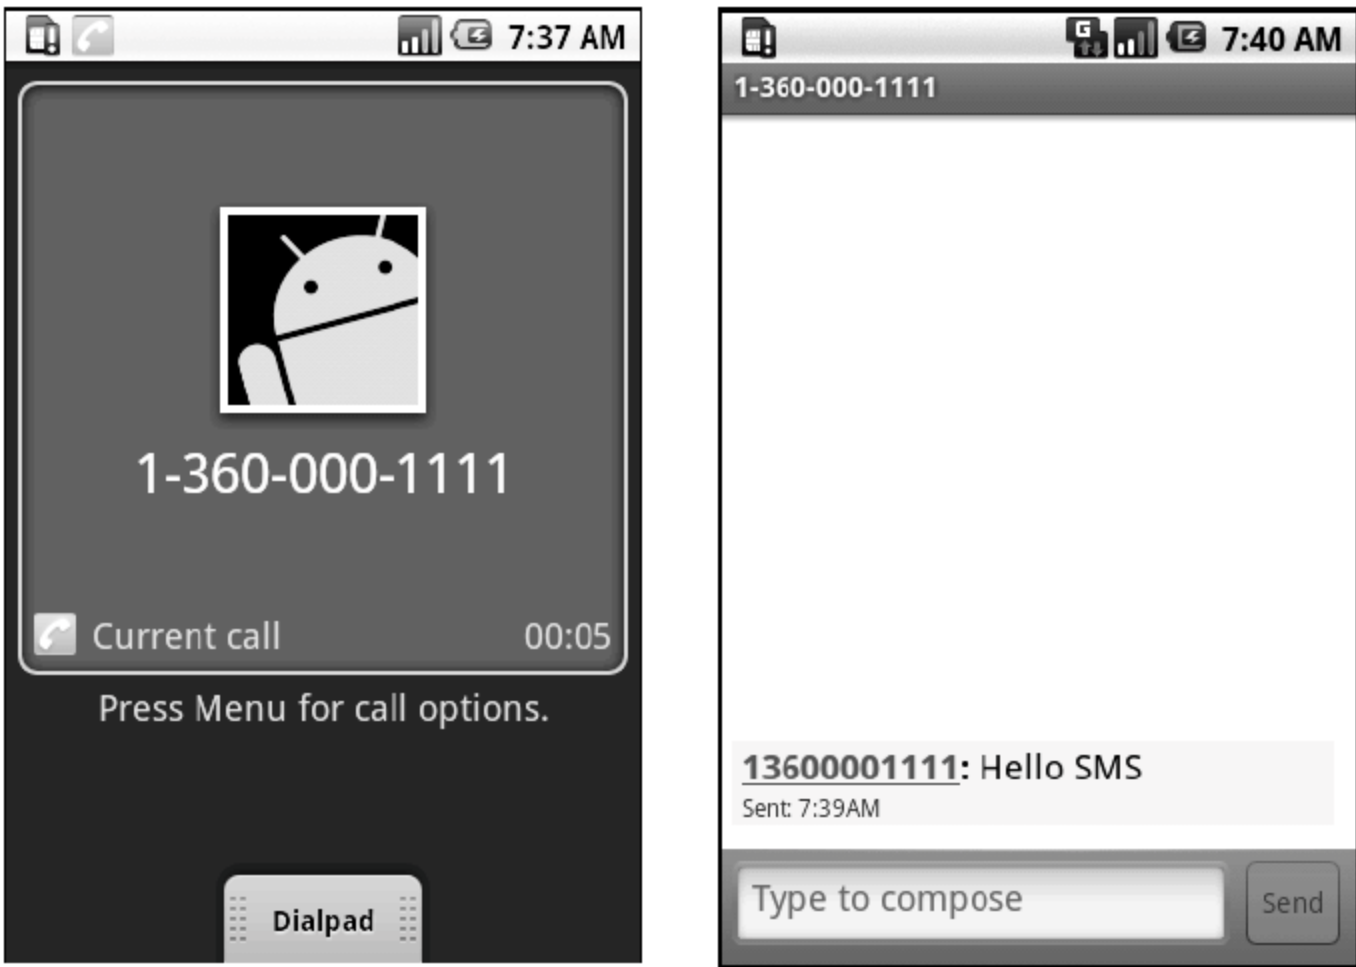 7:37 AM
1-360-000-1111
Current call 00:05
Press Menu for call options.
Dialpad
G 7:40 AM
1-360-000-1111
13600001111: Hello SMS
Sent: 7:39AM
Type to compose Send